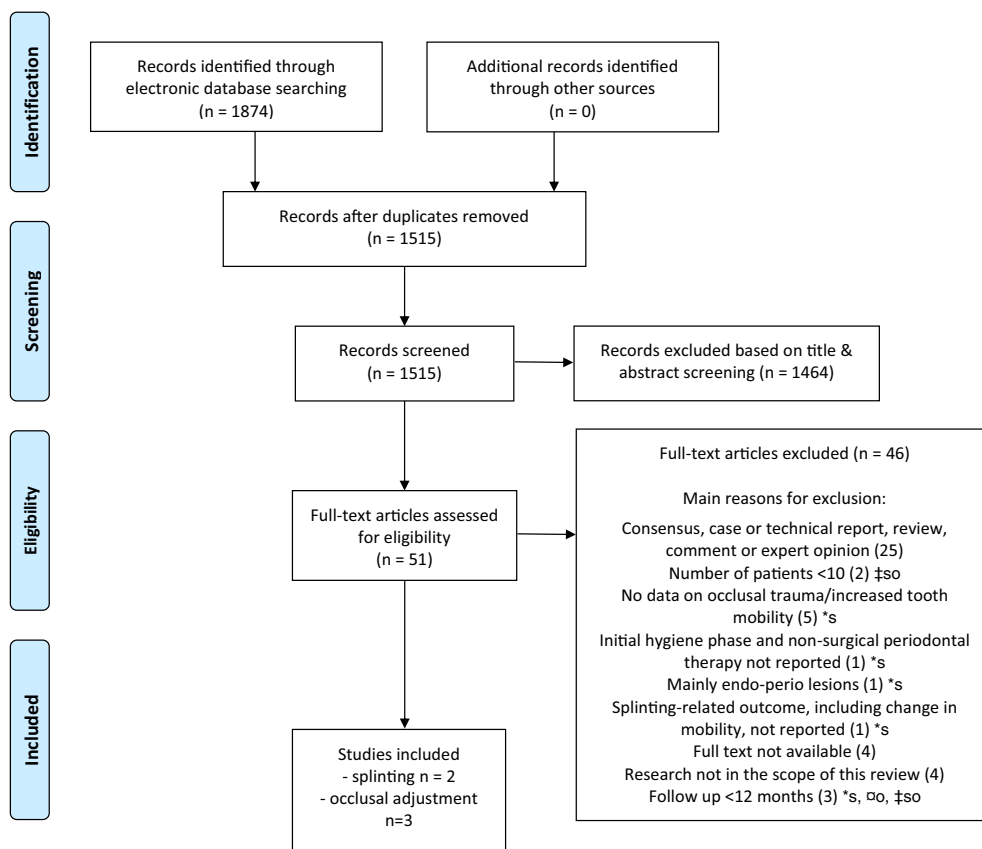 Identification
Records identified through
electronic database searching
(n = 1874)
Additional records identified
through other sources
(n = 0)
Records after duplicates removed
(n = 1515)
Screening
Records screened
(n = 1515)
Records excluded based on title &
abstract screening (n = 1464)
Eligibility
Full-text articles assessed
for eligibility
(n = 51)
Full-text articles excluded (n = 46)
Main reasons for exclusion:
Consensus, case or technical report, review,
comment or expert opinion (25)
Number of patients <10 (2) ‡so
No data on occlusal trauma/increased tooth
mobility (5) *s
Initial hygiene phase and non-surgical periodontal
therapy not reported (1) *s
Mainly endo-perio lesions (1) *s
Splinting-related outcome, including change in
mobility, not reported (1) *s
Full text not available (4)
Research not in the scope of this review (4)
Follow up <12 months (3) *s, ¤o, ‡so
Included
Studies included
- splinting n = 2
- occlusal adjustment
n=3